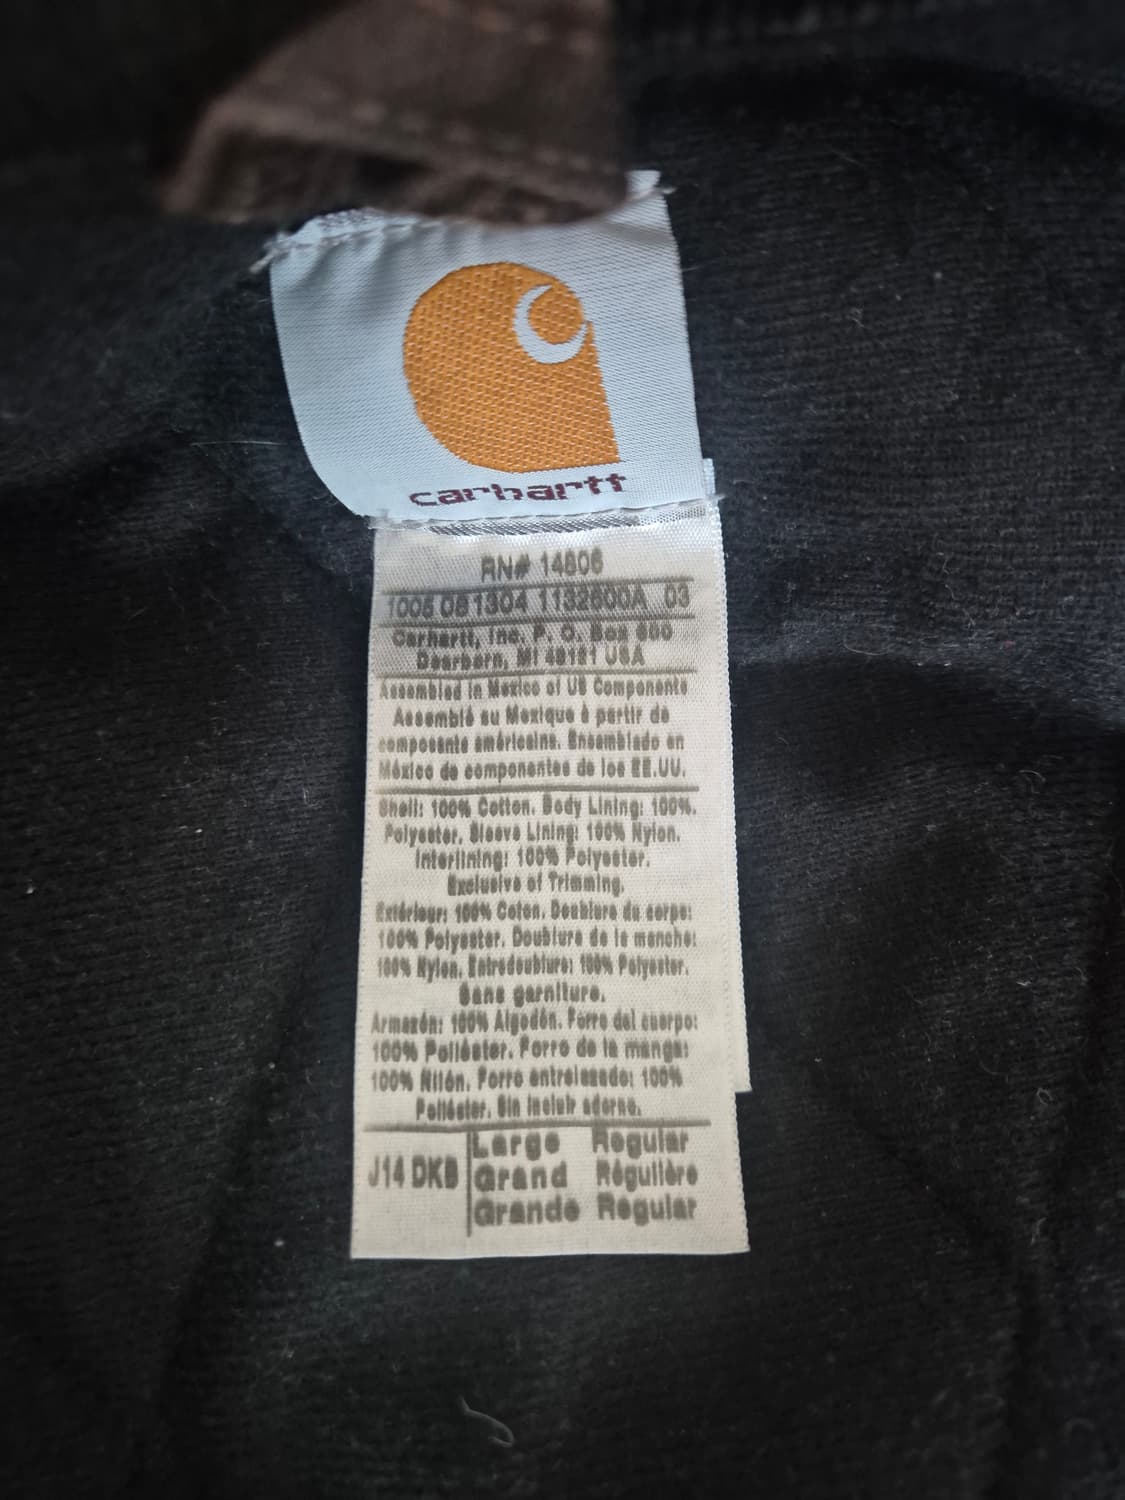 carhartt
RN# 14806
1005 081304 1132600A 03
Carhartt, Inc. P. O. Box 600
Dearborn, MI 48121 USA
Assembled in Mexico of US Components
Assemblé au Mexique à partir de
composants américains. Ensamblado en
México de componentes de los EE.UU.
Shell: 100% Cotton. Body Lining: 100%.
Polyester. Sleeve Lining: 100% Nylon.
Interlining: 100% Polyester.
Exclusive of Trimming.
Extérieur: 100% Coton. Doublure du corps:
100% Polyester. Doublure de la manche:
100% Nylon. Entredoublure: 100% Polyester.
Sans garniture.
Armazón: 100% Algodón. Forro del cuerpo:
100% Poliéster. Forro de la manga:
100% Nilón. Forro entrelazado: 100%
Poliéster. Sin incluir adorno.
J14 DKB
Large Regular
Grand Régulière
Grande Regular